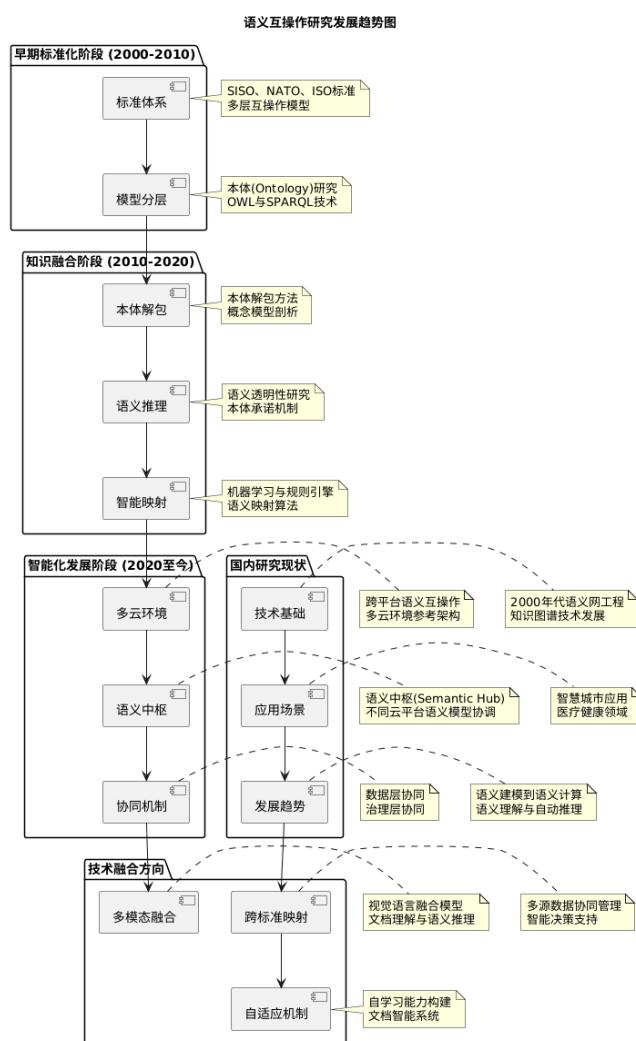 语义互操作研究发展趋势图
早期标准化阶段 (2000-2010)
标准体系
SISO、NATO、ISO标准
多层互操作模型
模型分层
本体(Ontology)研究
OWL与SPARQL技术
知识融合阶段 (2010-2020)
本体解包
本体解包方法
概念模型剖析
语义推理
语义透明性研究
本体承诺机制
智能映射
机器学习与规则引擎
语义映射算法
智能化发展阶段 (2020至今)
国内研究现状
多云环境
技术基础
跨平台语义互操作
多云环境参考架构
2000年代语义网工程
知识图谱技术发展
语义中枢
应用场景
语义中枢(Semantic Hub)
不同云平台语义模型协调
智慧城市应用
医疗健康领域
协同机制
发展趋势
数据层协同
治理层协同
语义建模到语义计算
语义理解与自动推理
技术融合方向
多模态融合
跨标准映射
视觉语言融合模型
文档理解与语义推理
多源数据协同管理
智能决策支持
自适应机制
自学习能力构建
文档智能系统